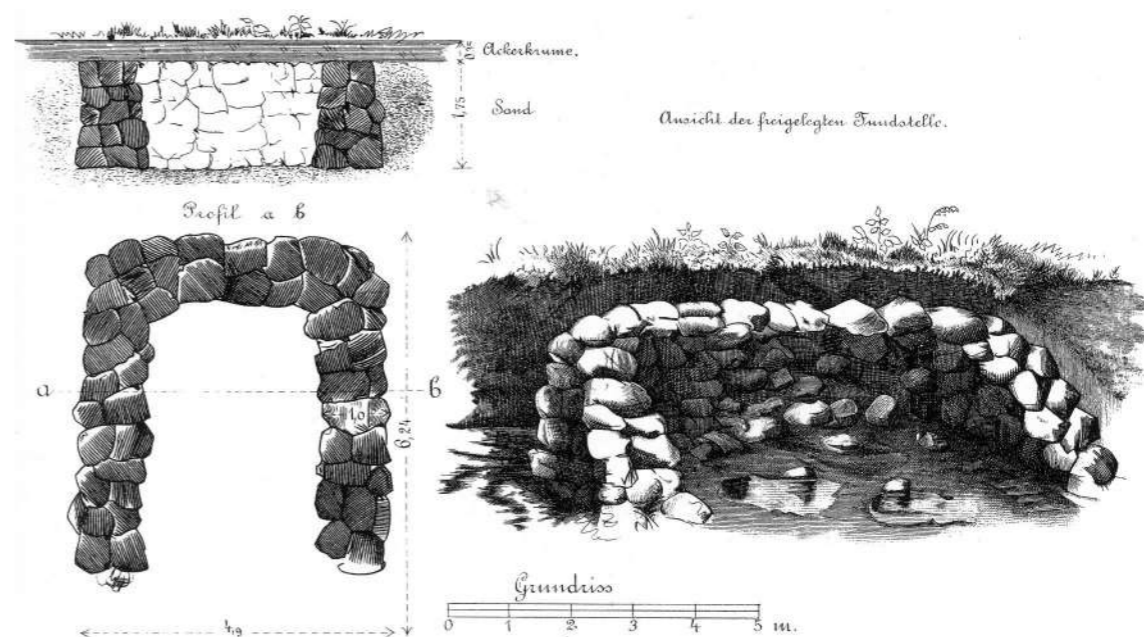 0,25
Ackerkrume.
1,75
Sand
Ansicht der freigelegten Fundstelle.
Profil a b
a
b
1,0
6,24
4,9
Grundriss
0 1 2 3 4 5 m.